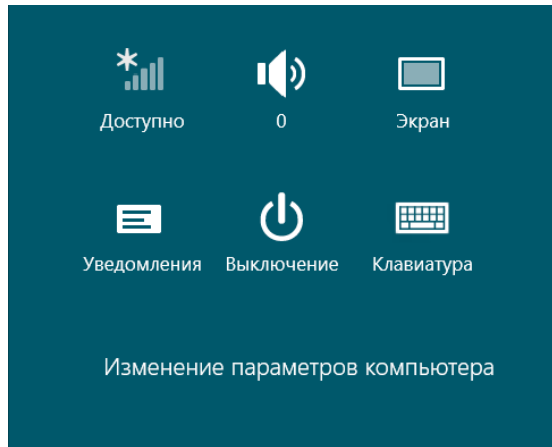 Доступно 0 Экран
Уведомления Выключение Клавиатура
Изменение параметров компьютера